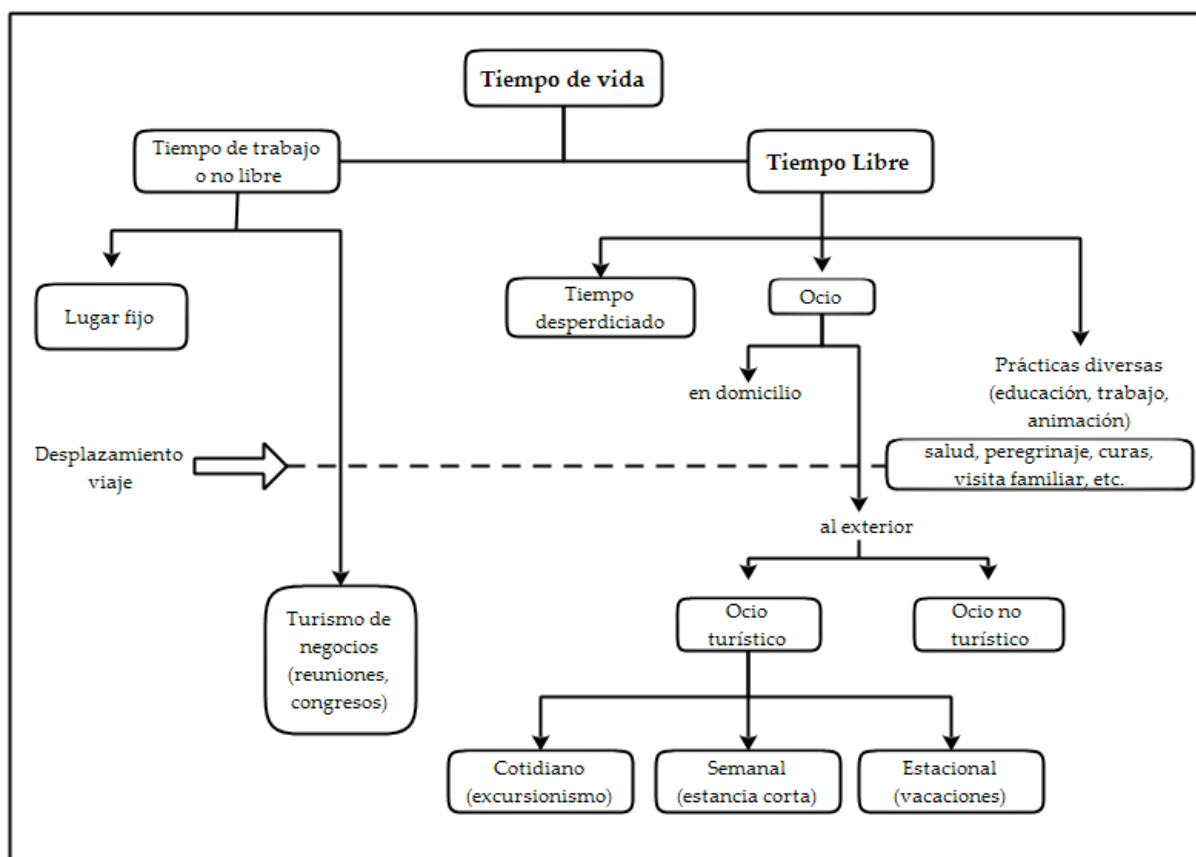 Tiempo de vida
Tiempo de trabajo
o no libre
Tiempo Libre
Lugar fijo
Tiempo
desperdiciado
Ocio
en domicilio
Prácticas diversas
(educación, trabajo,
animación)
salud, peregrinaje, curas,
visita familiar, etc.
Desplazamiento
viaje
al exterior
Turismo de
negocios
(reuniones,
congresos)
Ocio
turístico
Ocio no
turístico
Cotidiano
(excursionismo)
Semanal
(estancia corta)
Estacional
(vacaciones)